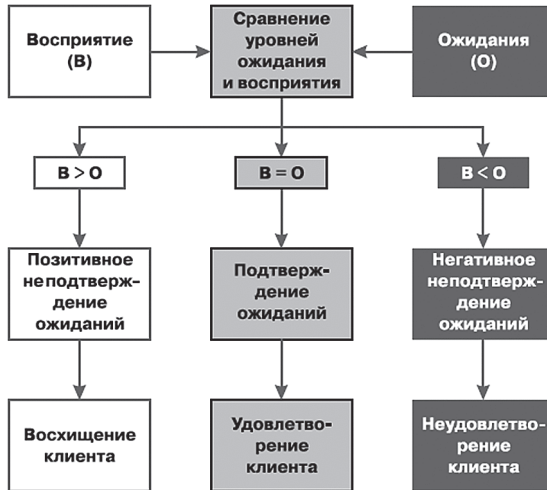 Восприятие
(В)
Сравнение
уровней
ожидания
и восприятия
Ожидания
(О)
В > О
В = О
В < О
Позитивное
неподтверж-
дение
ожиданий
Подтверж-
дение
ожиданий
Негативное
неподтверж-
дение
ожиданий
Восхищение
клиента
Удовлетво-
рение
клиента
Неудовлетво-
рение
клиента